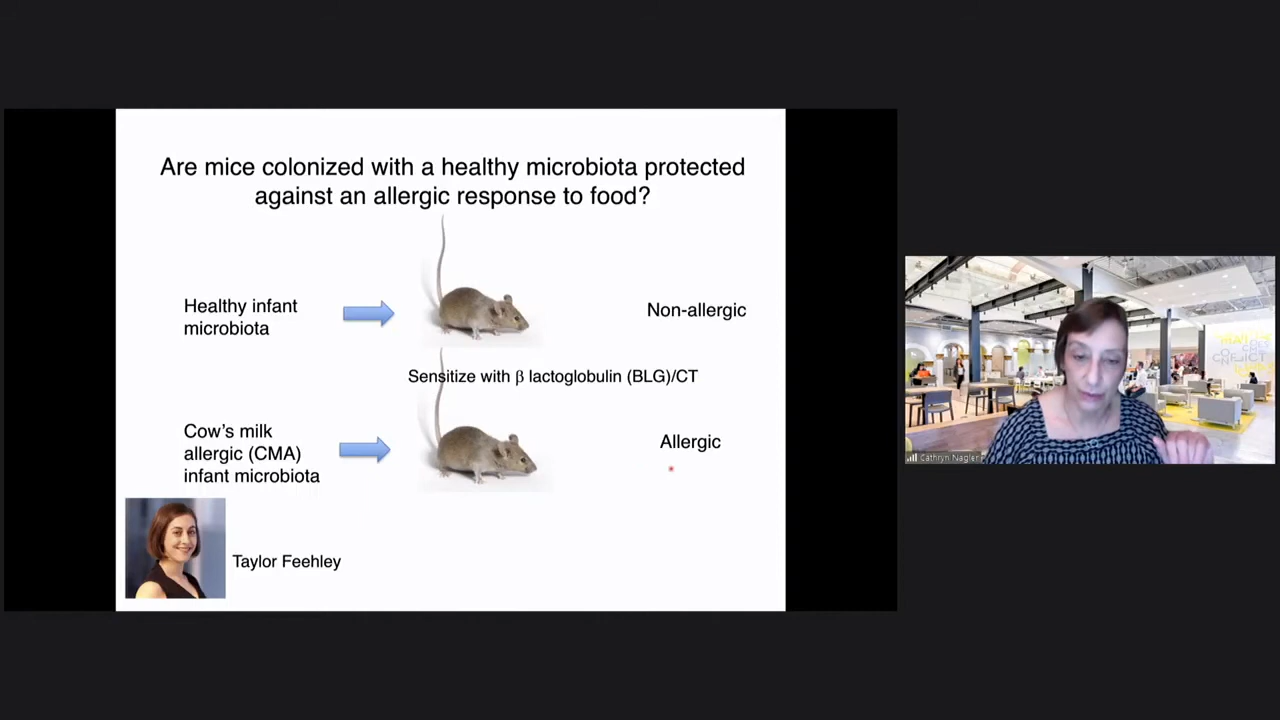 Are mice colonized with a healthy microbiota protected
against an allergic response to food?
Healthy infant
microbiota
Non-allergic
Sensitize with β lactoglobulin (BLG)/CT
Cow's milk
allergic (CMA)
infant microbiota
Allergic
Taylor Feehley
Cathryn Nagler